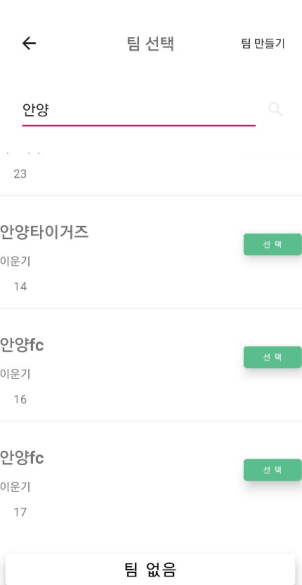 팀 선택
팀 만들기
안양
23
안양타이거즈
선택
이운기
14
안양fc
선택
이운기
16
안양fc
선택
이운기
17
팀 없음